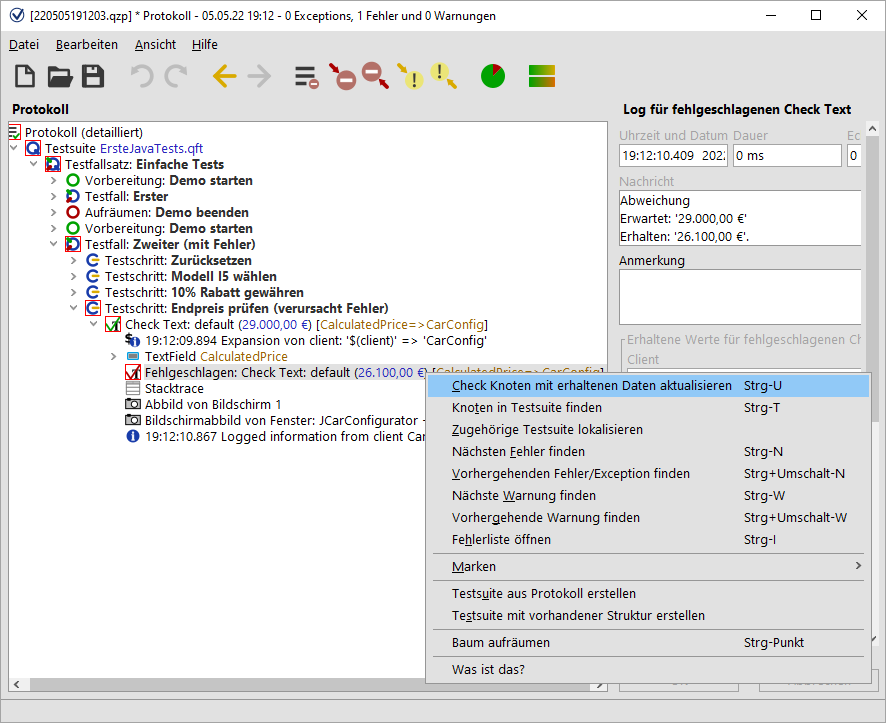 [220505191203.qzp] * Protokoll - 05.05.22 19:12 - 0 Exceptions, 1 Fehler und 0 Warnungen
Datei Bearbeiten Ansicht Hilfe
Protokoll
Protokoll (detailliert)
Testsuite ErsteJavaTests.qft
Testfallsatz: Einfache Tests
Vorbereitung: Demo starten
Testfall: Erster
Aufräumen: Demo beenden
Vorbereitung: Demo starten
Testfall: Zweiter (mit Fehler)
Testschritt: Zurücksetzen
Testschritt: Modell I5 wählen
Testschritt: 10% Rabatt gewähren
Testschritt: Endpreis prüfen (verursacht Fehler)
Check Text: default (29.000,00 €) [CalculatedPrice=>CarConfig]
19:12:09.894 Expansion von client: '$(client)' => 'CarConfig'
TextField CalculatedPrice
Fehlgeschlagen: Check Text: default (26.100,00 €) [CalculatedPrice=>CarConfig]
Stacktrace
Abbild von Bildschirm 1
Bildschirmabbild von Fenster: JCarConfigurator -
19:12:10.867 Logged information from client Car
Log für fehlgeschlagenen Check Text
Uhrzeit und Datum Dauer Ec
19:12:10.409 202 0 ms 0
Nachricht
Abweichung
Erwartet: '29.000,00 €'
Erhalten: '26.100,00 €'.
Anmerkung
Erhaltene Werte für fehlgeschlagenen Ch
Client
Check Knoten mit erhaltenen Daten aktualisieren Strg-U
Knoten in Testsuite finden Strg-T
Zugehörige Testsuite lokalisieren
Nächsten Fehler finden Strg-N
Vorhergehenden Fehler/Exception finden Strg+Umschalt-N
Nächste Warnung finden Strg-W
Vorhergehende Warnung finden Strg+Umschalt-W
Fehlerliste öffnen Strg-I
Marken
Testsuite aus Protokoll erstellen
Testsuite mit vorhandener Struktur erstellen
Baum aufräumen Strg-Punkt
Was ist das?